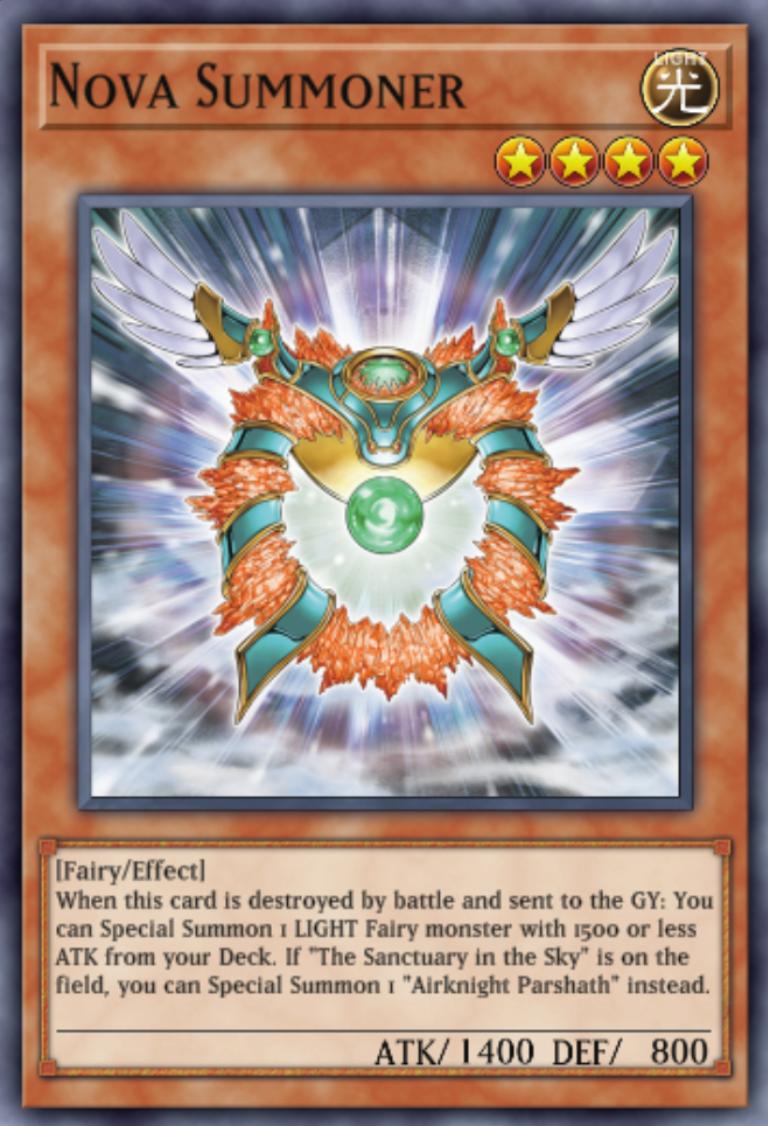 Nova Summoner
LIGHT
光
[Fairy/Effect]
When this card is destroyed by battle and sent to the GY: You
can Special Summon 1 LIGHT Fairy monster with 1500 or less
ATK from your Deck. If "The Sanctuary in the Sky" is on the
field, you can Special Summon 1 "Airknight Parshath" instead.
ATK/ 1400 DEF/ 800